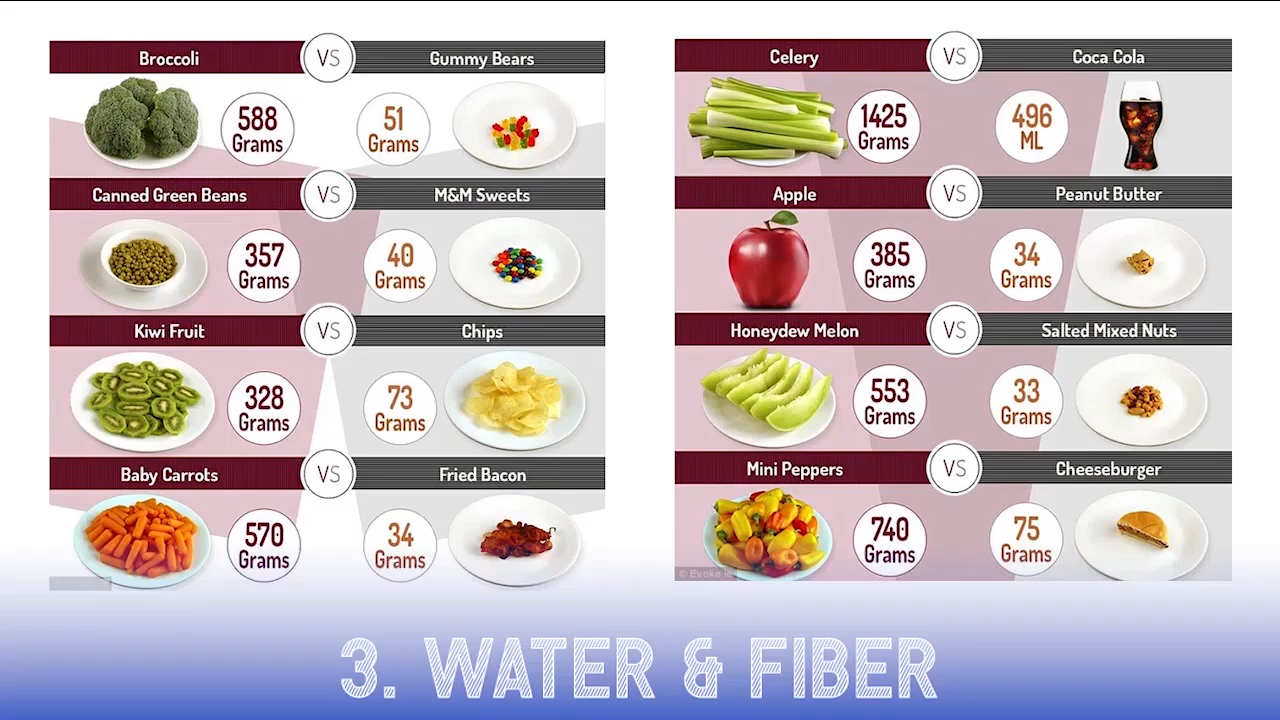 Broccoli VS Gummy Bears
588 Grams 51 Grams
Canned Green Beans VS M&M Sweets
357 Grams 40 Grams
Kiwi Fruit VS Chips
328 Grams 73 Grams
Baby Carrots VS Fried Bacon
570 Grams 34 Grams
Celery VS Coca Cola
1425 Grams 496 ML
Apple VS Peanut Butter
385 Grams 34 Grams
Honeydew Melon VS Salted Mixed Nuts
553 Grams 33 Grams
Mini Peppers VS Cheeseburger
740 Grams 75 Grams
© Evoke.ie
3. WATER & FIBER